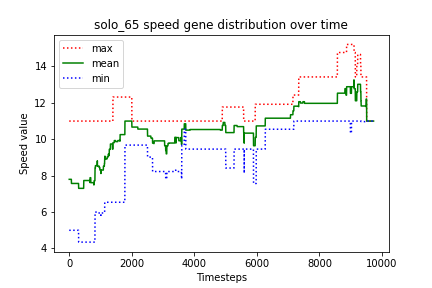 solo_65 speed gene distribution over time
max
mean
min
Speed value
14
12
10
8
6
4
0 2000 4000 6000 8000 10000
Timesteps